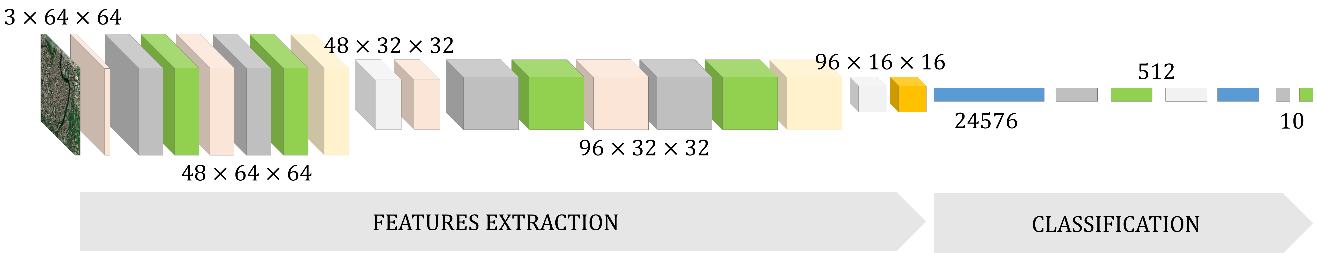 3 × 64 × 64
48 × 64 × 64
48 × 32 × 32
96 × 32 × 32
96 × 16 × 16
24576
512
10
FEATURES EXTRACTION
CLASSIFICATION